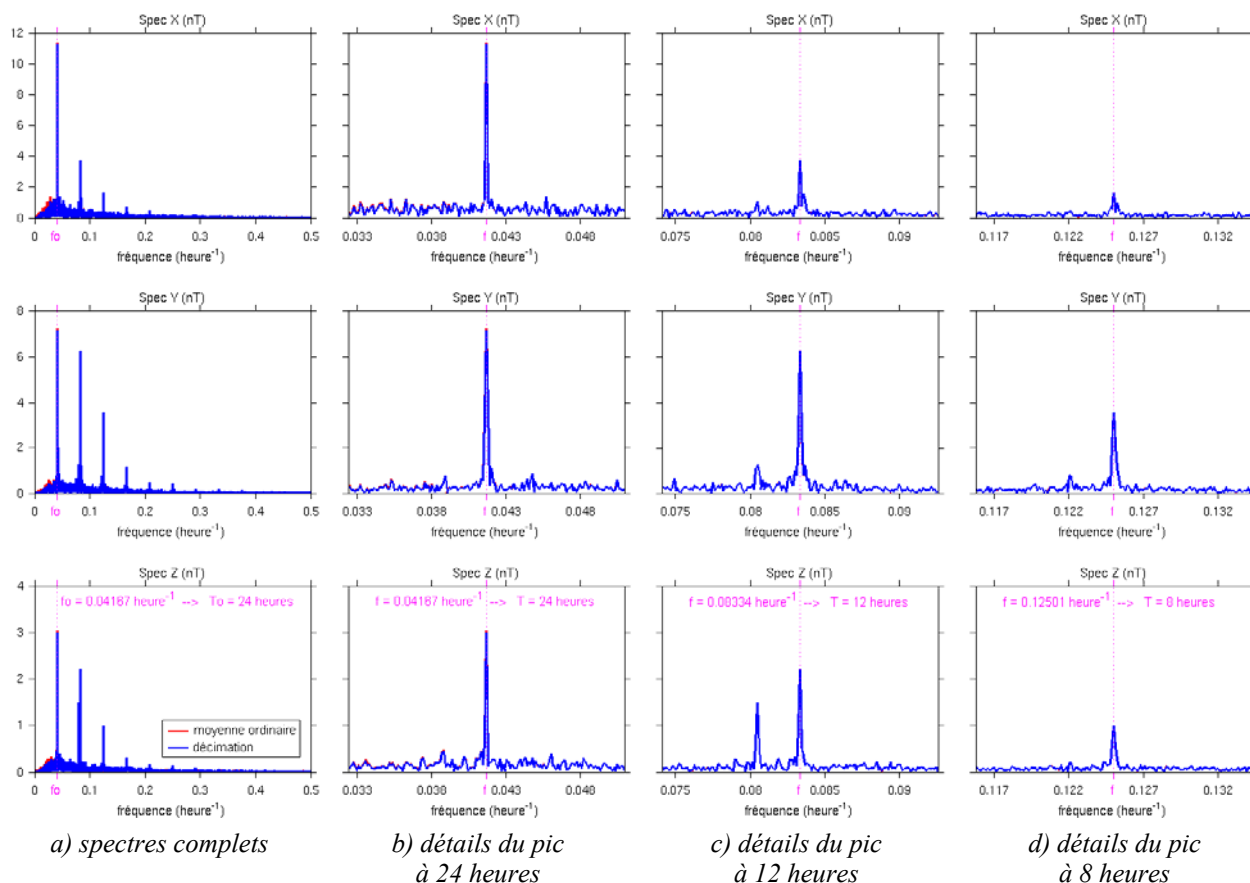 Spec X (nT) Spec X (nT) Spec X (nT) Spec X (nT)
12
10
8
6
4
2
0
0 fo 0.1 0.2 0.3 0.4 0.5 0.033 0.038 f 0.043 0.048 0.075 0.08 f 0.085 0.09 0.117 0.122 f 0.127 0.132
fréquence (heure⁻¹) fréquence (heure⁻¹) fréquence (heure⁻¹) fréquence (heure⁻¹)
Spec Y (nT) Spec Y (nT) Spec Y (nT) Spec Y (nT)
8
6
4
2
0
0 fo 0.1 0.2 0.3 0.4 0.5 0.033 0.038 f 0.043 0.048 0.075 0.08 f 0.085 0.09 0.117 0.122 f 0.127 0.132
fréquence (heure⁻¹) fréquence (heure⁻¹) fréquence (heure⁻¹) fréquence (heure⁻¹)
Spec Z (nT) Spec Z (nT) Spec Z (nT) Spec Z (nT)
4
fo = 0.04167 heure⁻¹ --> To = 24 heures f = 0.04167 heure⁻¹ --> T = 24 heures f = 0.08334 heure⁻¹ --> T = 12 heures f = 0.12501 heure⁻¹ --> T = 8 heures
3
2
1
moyenne ordinaire
décimation
0
0 fo 0.1 0.2 0.3 0.4 0.5 0.033 0.038 f 0.043 0.048 0.075 0.08 f 0.085 0.09 0.117 0.122 f 0.127 0.132
fréquence (heure⁻¹) fréquence (heure⁻¹) fréquence (heure⁻¹) fréquence (heure⁻¹)
a) spectres complets b) détails du pic c) détails du pic d) détails du pic
à 24 heures à 12 heures à 8 heures